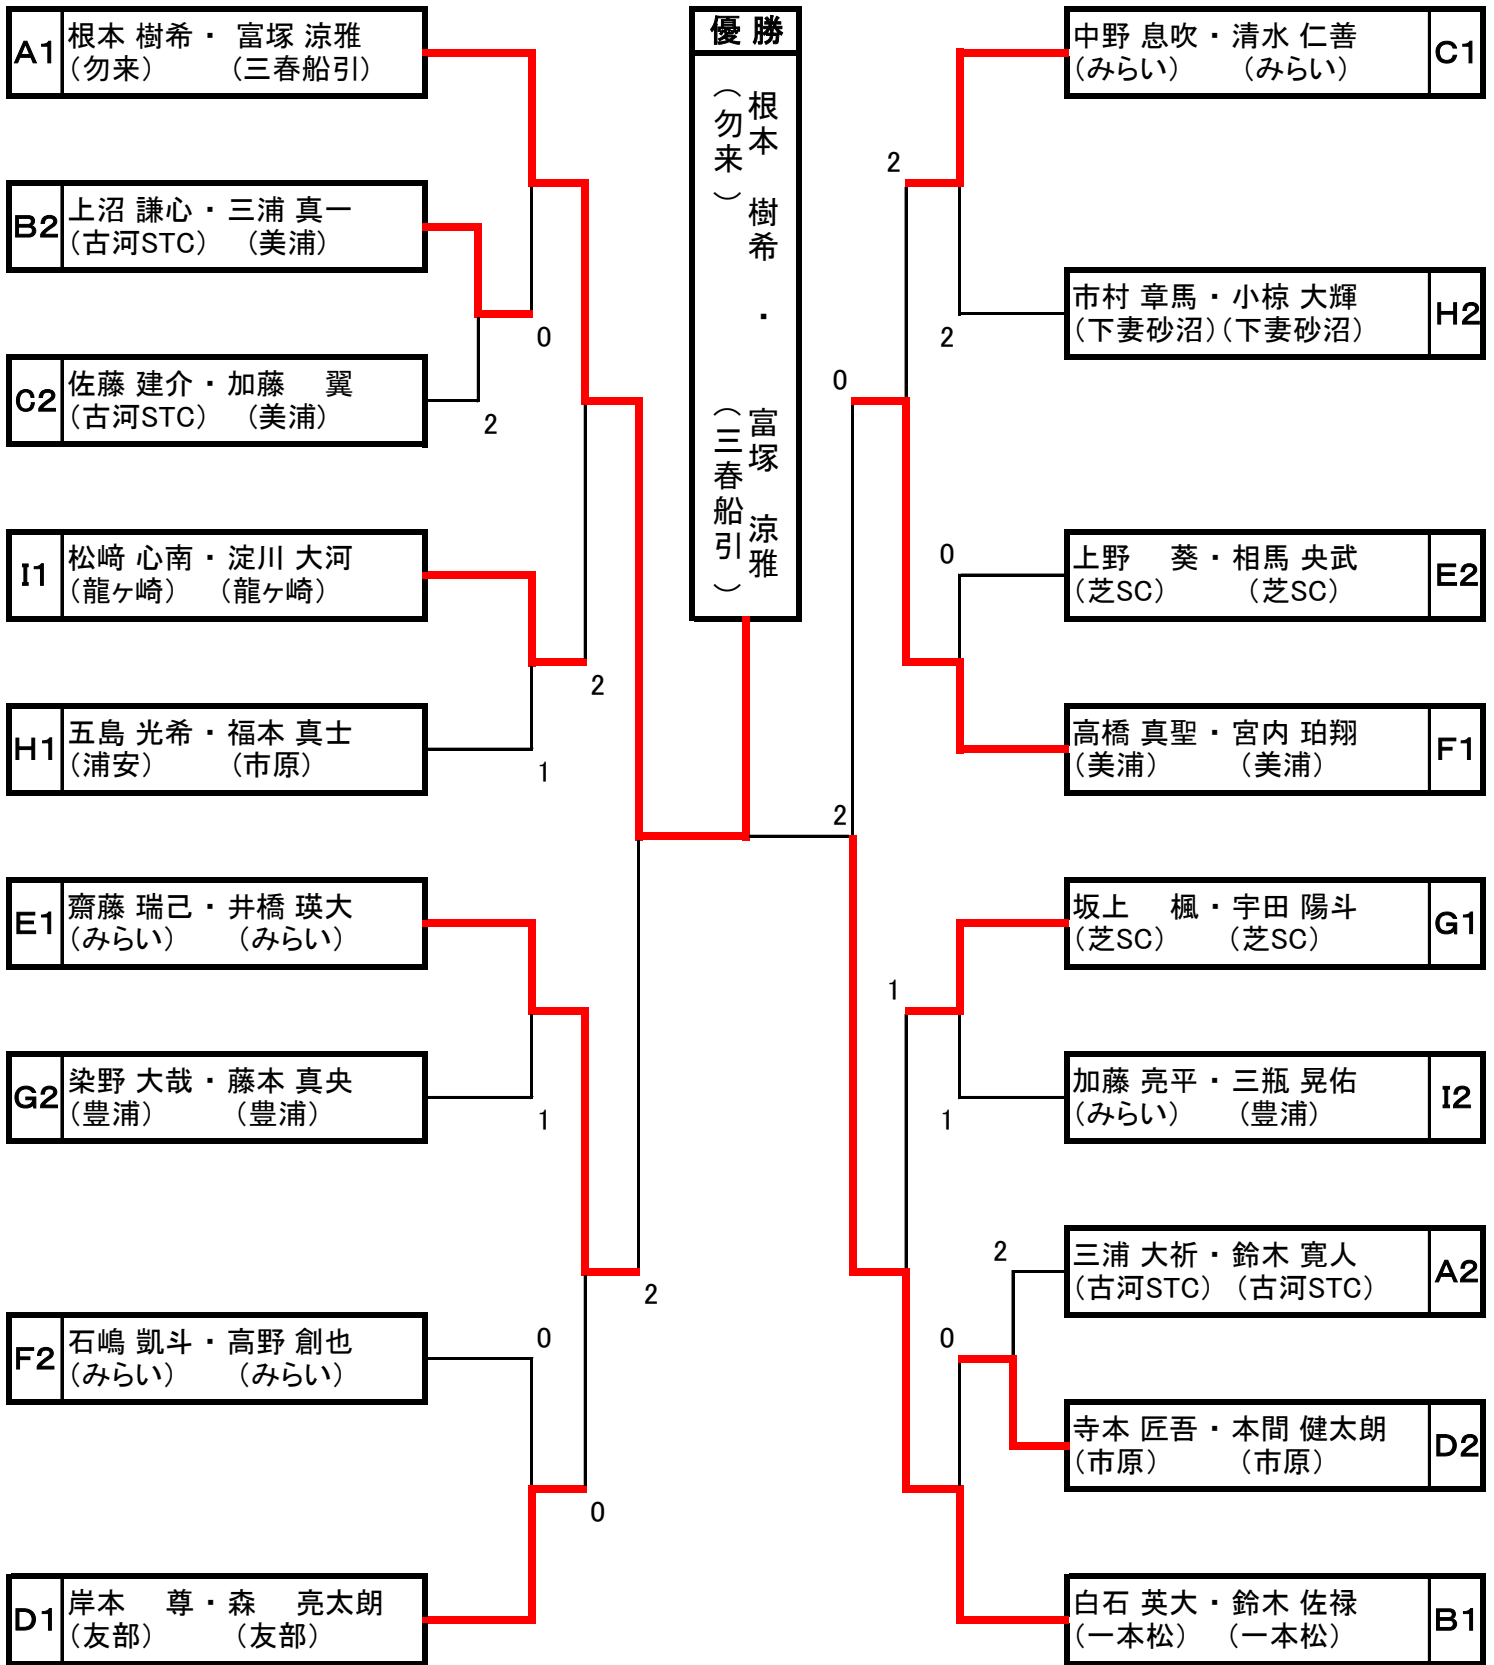 A1
根本 樹希 ・ 富塚 涼雅
（勿来） （三春船引）
B2
上沼 謙心 ・ 三浦 真一
（古河STC） （美浦）
0
C2
佐藤 建介 ・ 加藤 翼
（古河STC） （美浦）
2
I1
松﨑 心南 ・ 淀川 大河
（龍ヶ崎） （龍ヶ崎）
2
H1
五島 光希 ・ 福本 真士
（浦安） （市原）
1
E1
齋藤 瑞己 ・ 井橋 瑛大
（みらい） （みらい）
G2
染野 大哉 ・ 藤本 真央
（豊浦） （豊浦）
1
2
F2
石嶋 凱斗 ・ 高野 創也
（みらい） （みらい）
0
0
D1
岸本 尊 ・ 森 亮太朗
（友部） （友部）
優 勝
根本 樹希 ・ 富塚 涼雅
（勿来） （三春船引）
中野 息吹 ・ 清水 仁善
（みらい） （みらい）
C1
2
市村 章馬 ・ 小椋 大輝
（下妻砂沼）（下妻砂沼）
H2
2
0
上野 葵 ・ 相馬 央武
（芝SC） （芝SC）
E2
0
高橋 真聖 ・ 宮内 珀翔
（美浦） （美浦）
F1
2
坂上 楓 ・ 宇田 陽斗
（芝SC） （芝SC）
G1
1
加藤 亮平 ・ 三瓶 晃佑
（みらい） （豊浦）
I2
1
三浦 大祈 ・ 鈴木 寛人
（古河STC） （古河STC）
A2
2
0
寺本 匠吾 ・ 本間 健太朗
（市原） （市原）
D2
白石 英大 ・ 鈴木 佐禄
（一本松） （一本松）
B1